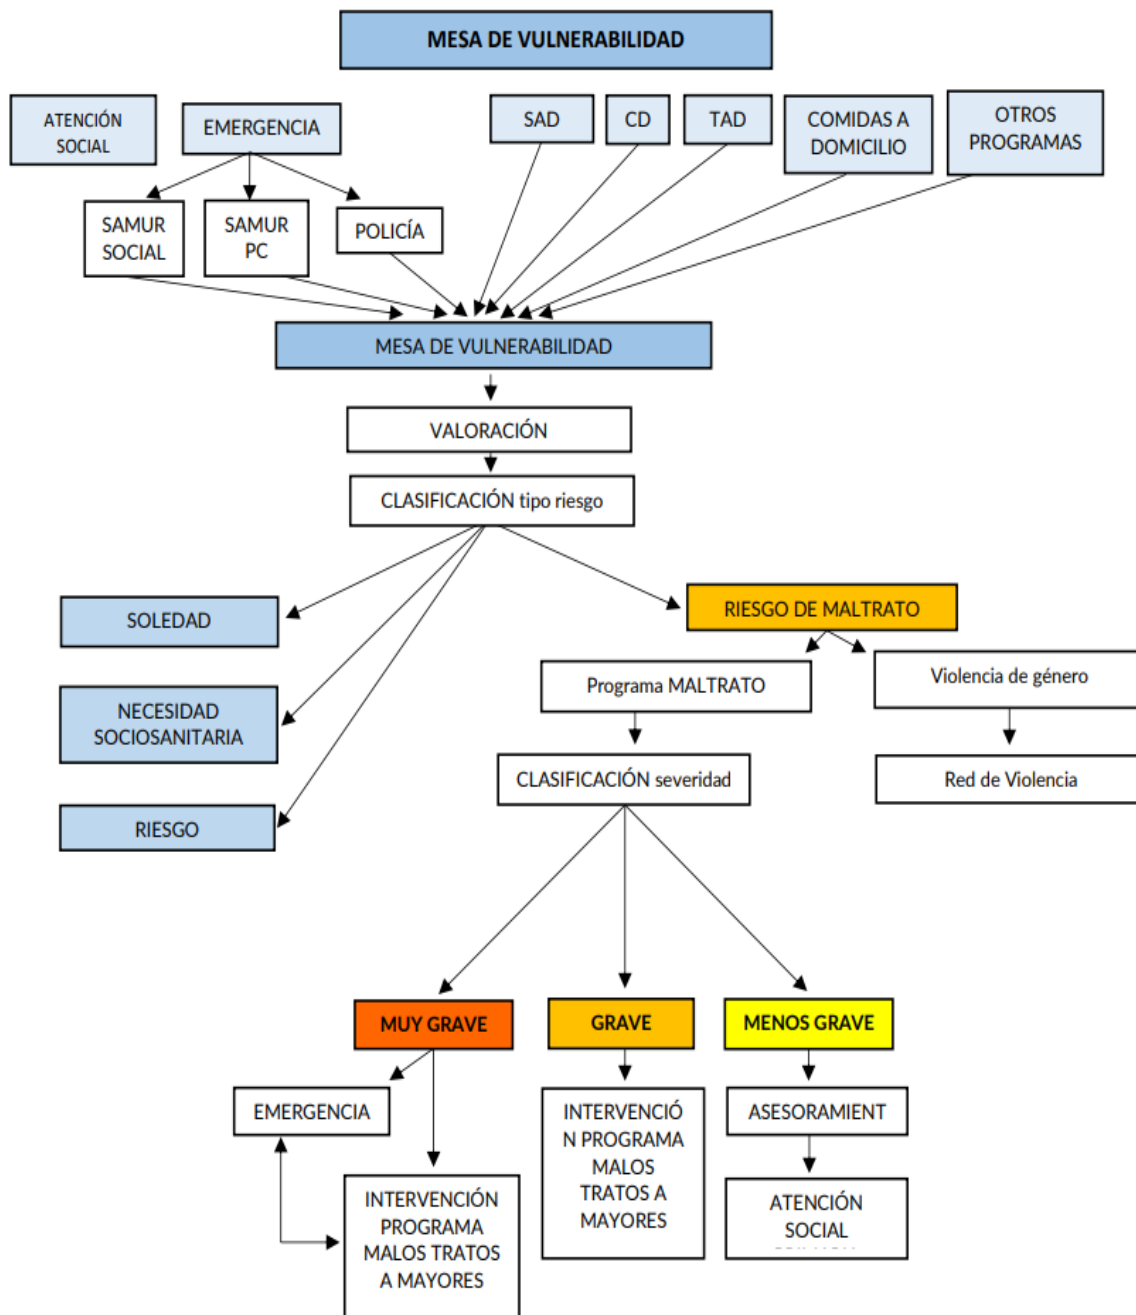 MESA DE VULNERABILIDAD
ATENCIÓN
SOCIAL
EMERGENCIA
SAD
CD
TAD
COMIDAS A
DOMICILIO
OTROS
PROGRAMAS
SAMUR
SOCIAL
SAMUR
PC
POLICÍA
MESA DE VULNERABILIDAD
VALORACIÓN
CLASIFICACIÓN tipo riesgo
SOLEDAD
RIESGO DE MALTRATO
NECESIDAD
SOCIOSANITARIA
Programa MALTRATO
Violencia de género
CLASIFICACIÓN severidad
Red de Violencia
RIESGO
MUY GRAVE
GRAVE
MENOS GRAVE
EMERGENCIA
INTERVENCIÓ
N PROGRAMA
MALOS
TRATOS A
MAYORES
ASESORAMIENT
INTERVENCIÓN
PROGRAMA
MALOS TRATOS
A MAYORES
ATENCIÓN
SOCIAL